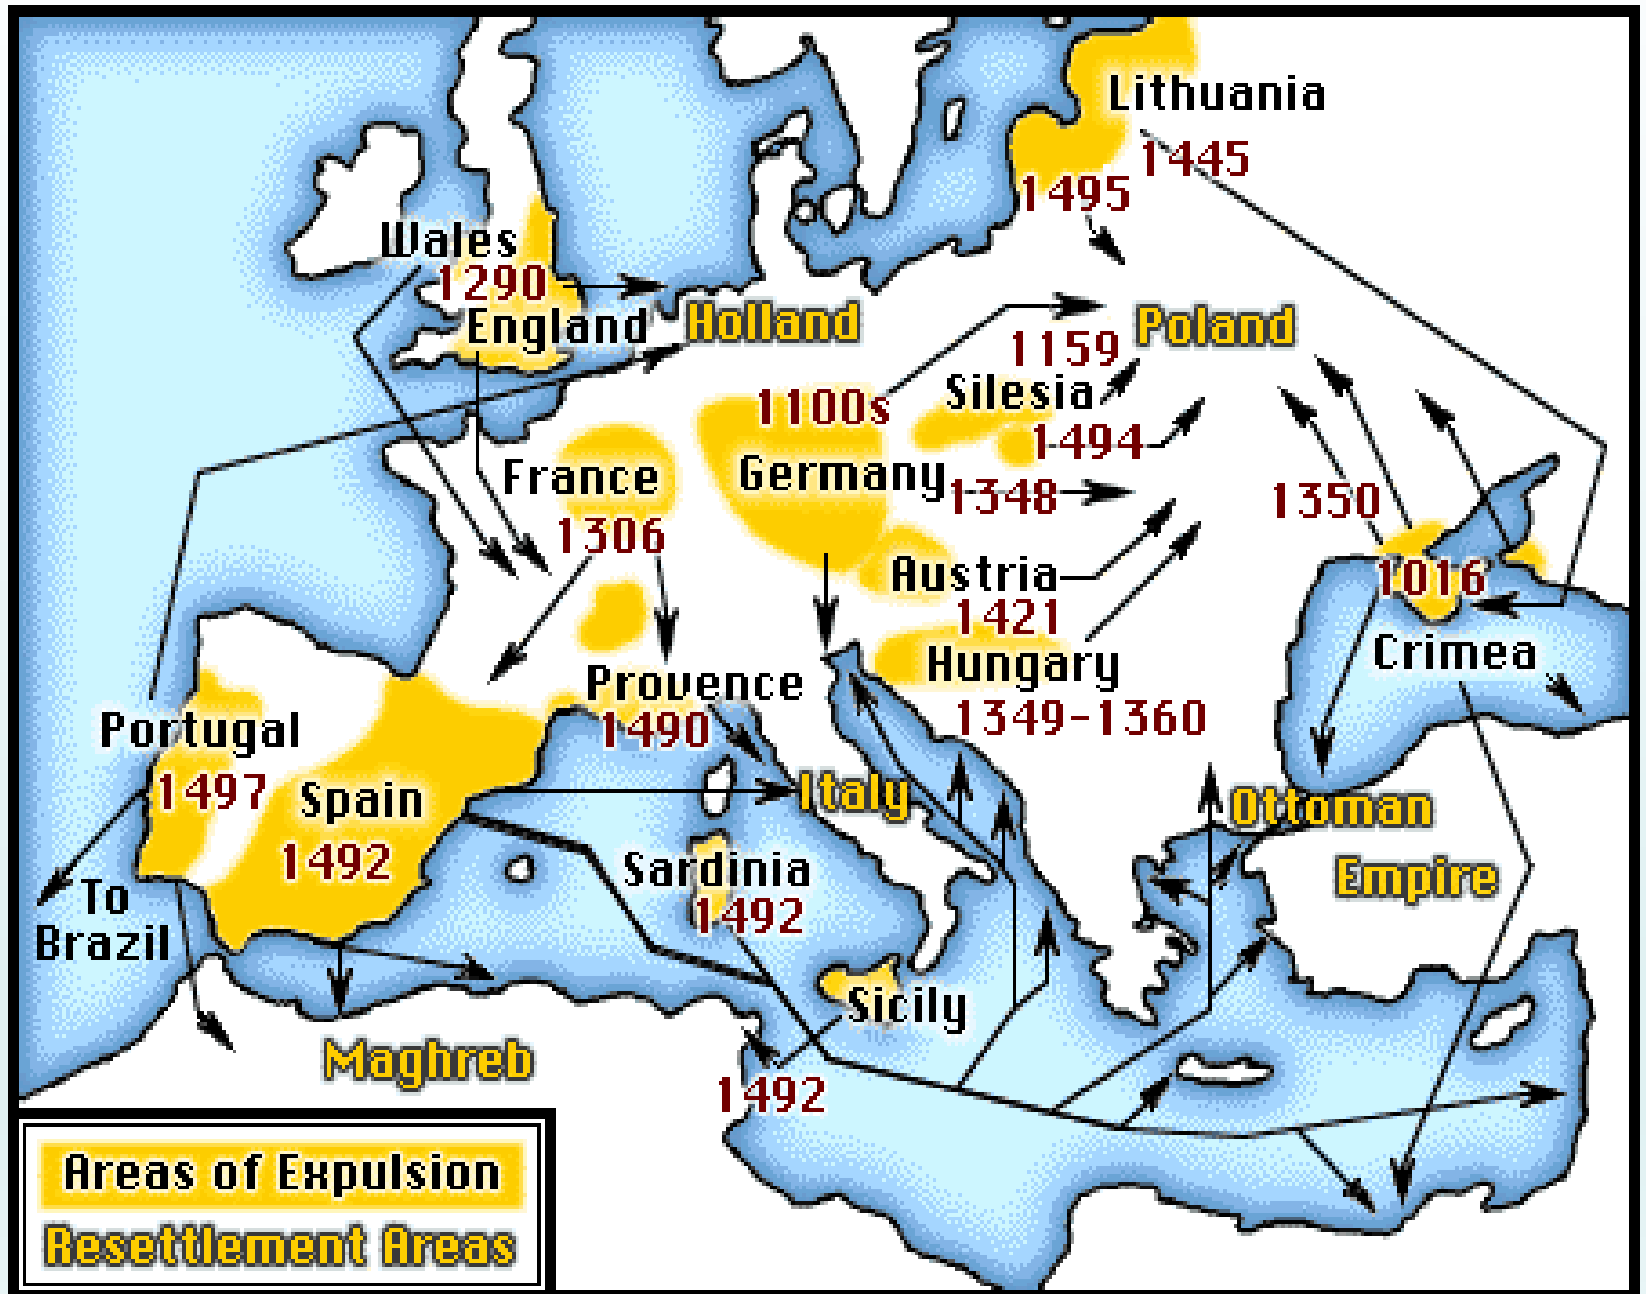 Lithuania
1445
1495
Wales
1290
England
Holland
Poland
1159
Silesia
1100s
1494
France
Germany
1348
1350
1306
Austria
1421
1016
Crimea
Hungary
1349-1360
Provence
1490
Portugal
1497
Spain
1492
Italy
Ottoman
Empire
Sardinia
1492
To
Brazil
Sicily
1492
Maghreb
Areas of Expulsion
Resettlement Areas